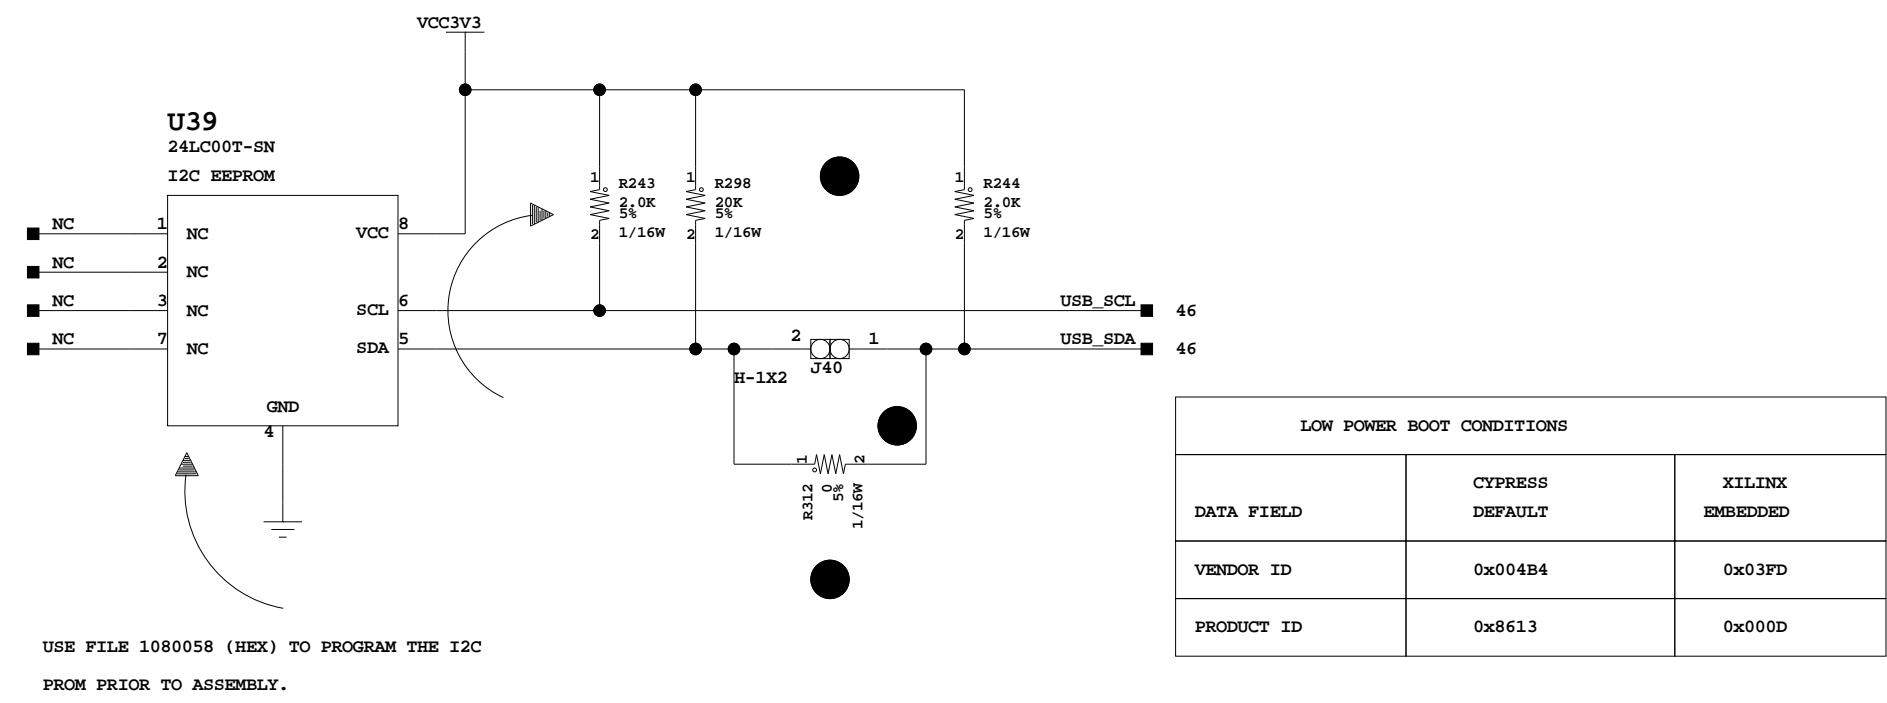 VCC3V3
U39
24LC00T-SN
I2C EEPROM
NC 1 NC
NC 2 NC
NC 3 NC
NC 7 NC
VCC 8
SCL 6
SDA 5
GND
4
1
R243
2.0K
5%
2
1/16W
1
R298
20K
5%
2
1/16W
1
R244
2.0K
5%
2
1/16W
USB_SCL 46
USB_SDA 46
2 1
J40
H-1X2
1 2
R312
0
5%
1/16W
LOW POWER BOOT CONDITIONS
CYPRESS XILINX
DATA FIELD DEFAULT EMBEDDED
VENDOR ID 0x004B4 0x03FD
PRODUCT ID 0x8613 0x000D
USE FILE 1080058 (HEX) TO PROGRAM THE I2C
PROM PRIOR TO ASSEMBLY.